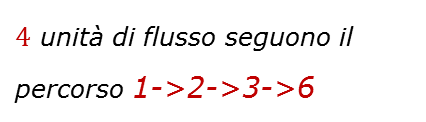 4 unità di flusso seguono il
percorso 1->2->3->6